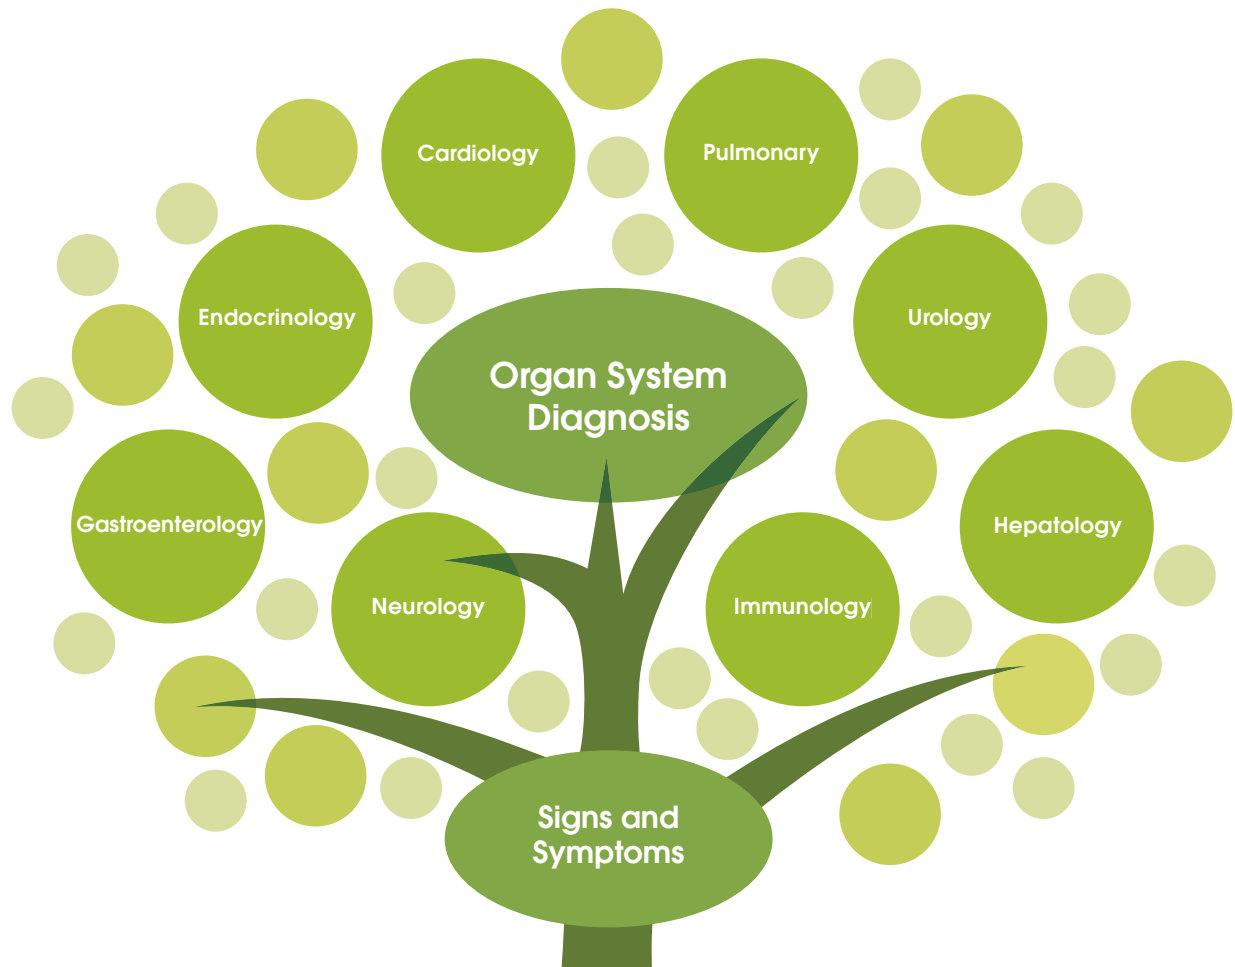 Cardiology
Pulmonary
Endocrinology
Urology
Organ System
Diagnosis
Gastroenterology
Hepatology
Neurology
Immunology
Signs and
Symptoms